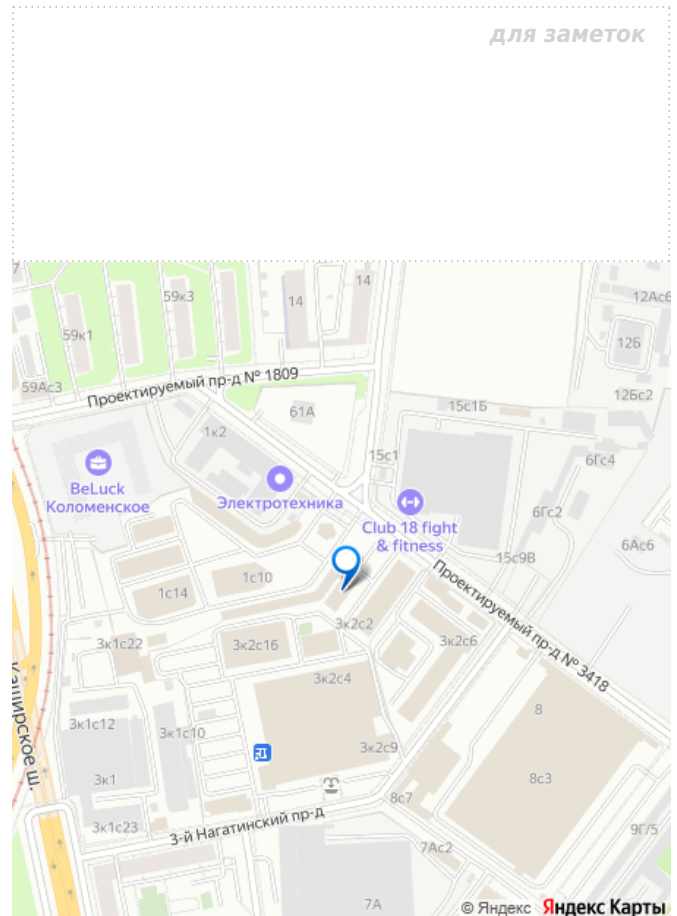 для заметок
7
59к3
14
14
12Ас6
59к1
12Б
59Ас3
Проектируемый пр-д № 1809
12Бс2
61А
15с1Б
1к2
15с1
6Гс4
BeLuck
Коломенское
Электротехника
Club 18 fight
& fitness
6Гс2
6Ас6
15с9В
1с10
1с14
Проектируемый пр-д № 3418
3к2с2
3к1с22
3к2с16
3к2с6
3к2с4
Каширское ш.
3к1с12
3к1с10
8
3к2с9
3к1
8с3
8с7
3к1с23
3-й Нагатинский пр-д
9Г/5
7Ас2
7А
© Яндекс Яндекс Карты